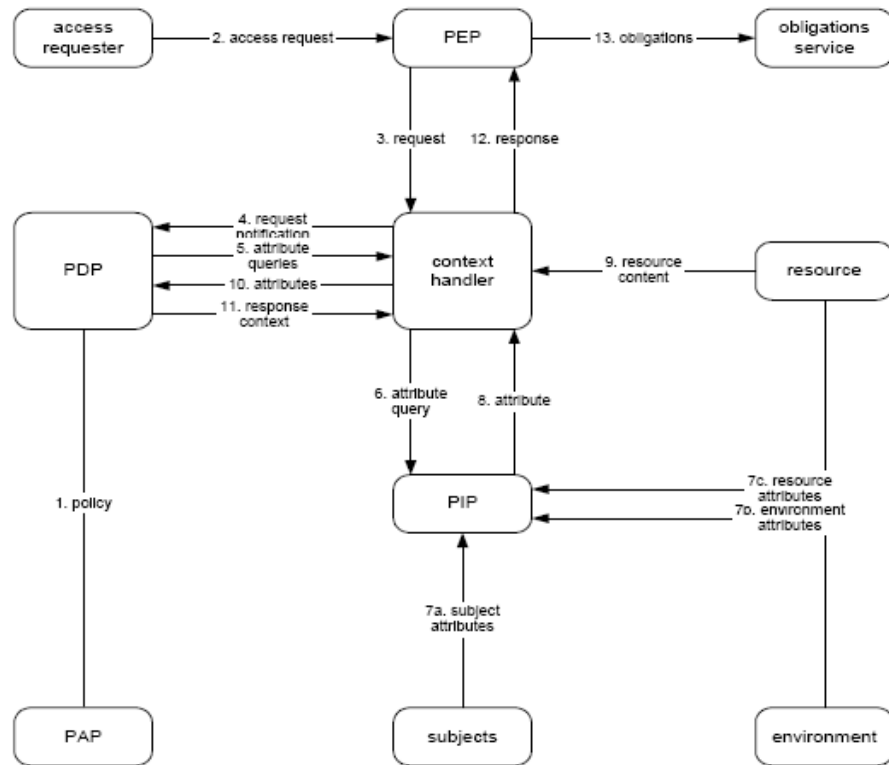 access
requester
2. access request
PEP
13. obligations
obligations
service
3. request
12. response
PDP
4. request
notification
5. attribute
queries
10. attributes
11. response
context
context
handler
9. resource
content
resource
6. attribute
query
8. attribute
1. policy
PIP
7c. resource
attributes
7b. environment
attributes
7a. subject
attributes
PAP
subjects
environment